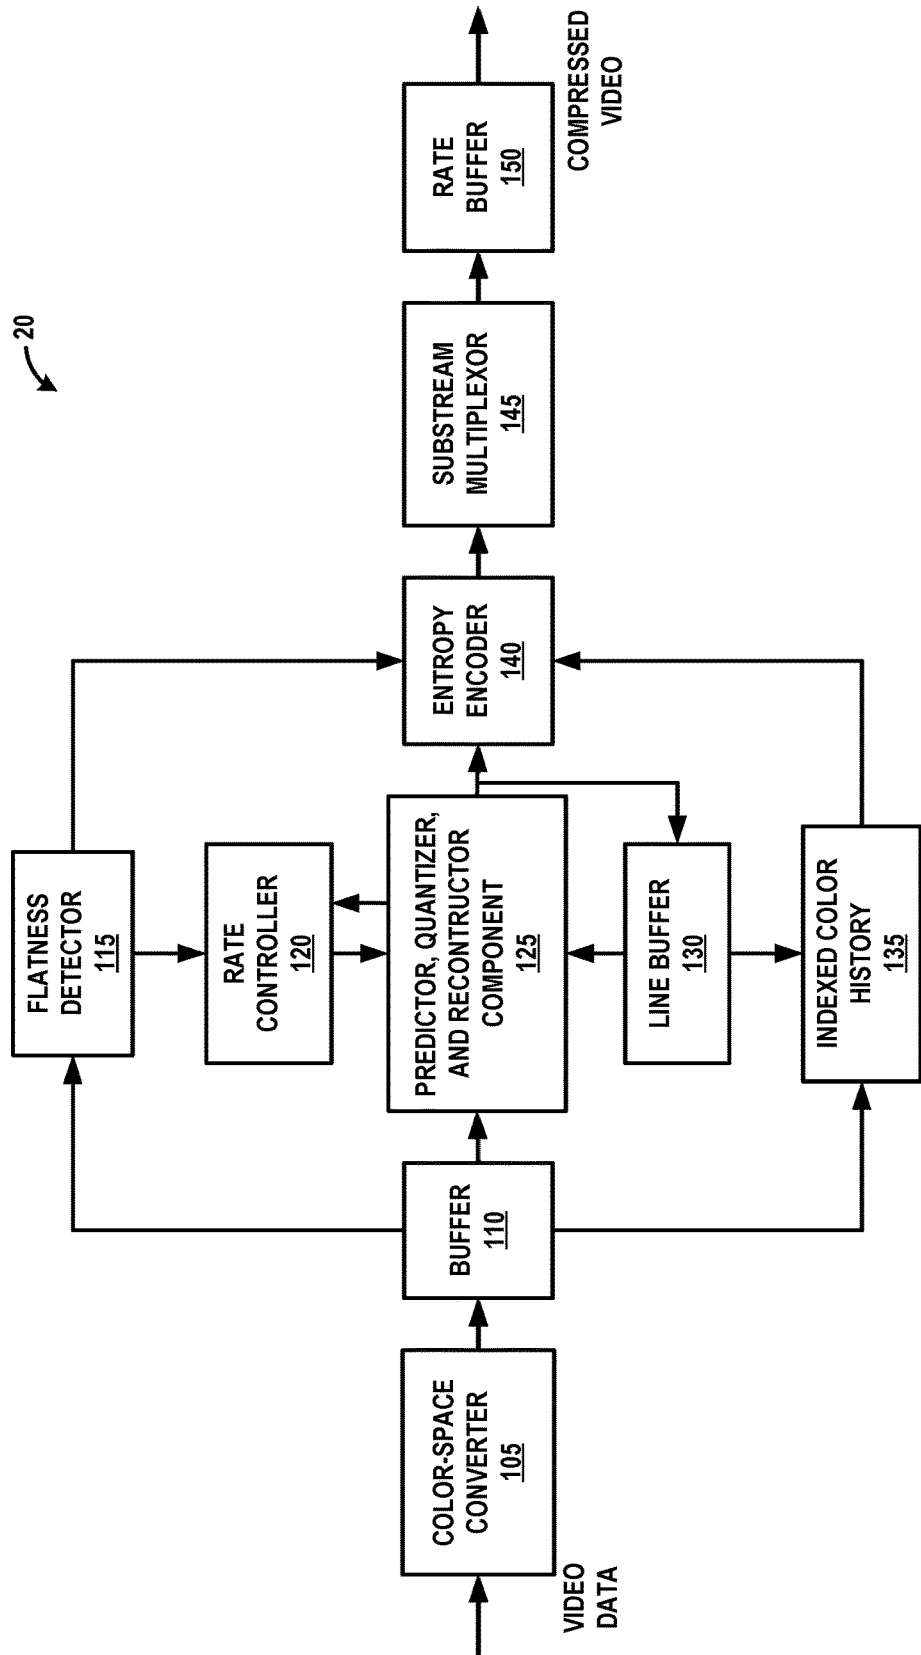 20
VIDEO
DATA
COLOR-SPACE
CONVERTER
105
BUFFER
110
FLATNESS
DETECTOR
115
RATE
CONTROLLER
120
PREDICTOR, QUANTIZER,
AND RECONTRUCTOR
COMPONENT
125
LINE BUFFER
130
INDEXED COLOR
HISTORY
135
ENTROPY
ENCODER
140
SUBSTREAM
MULTIPLEXOR
145
RATE
BUFFER
150
COMPRESSED
VIDEO